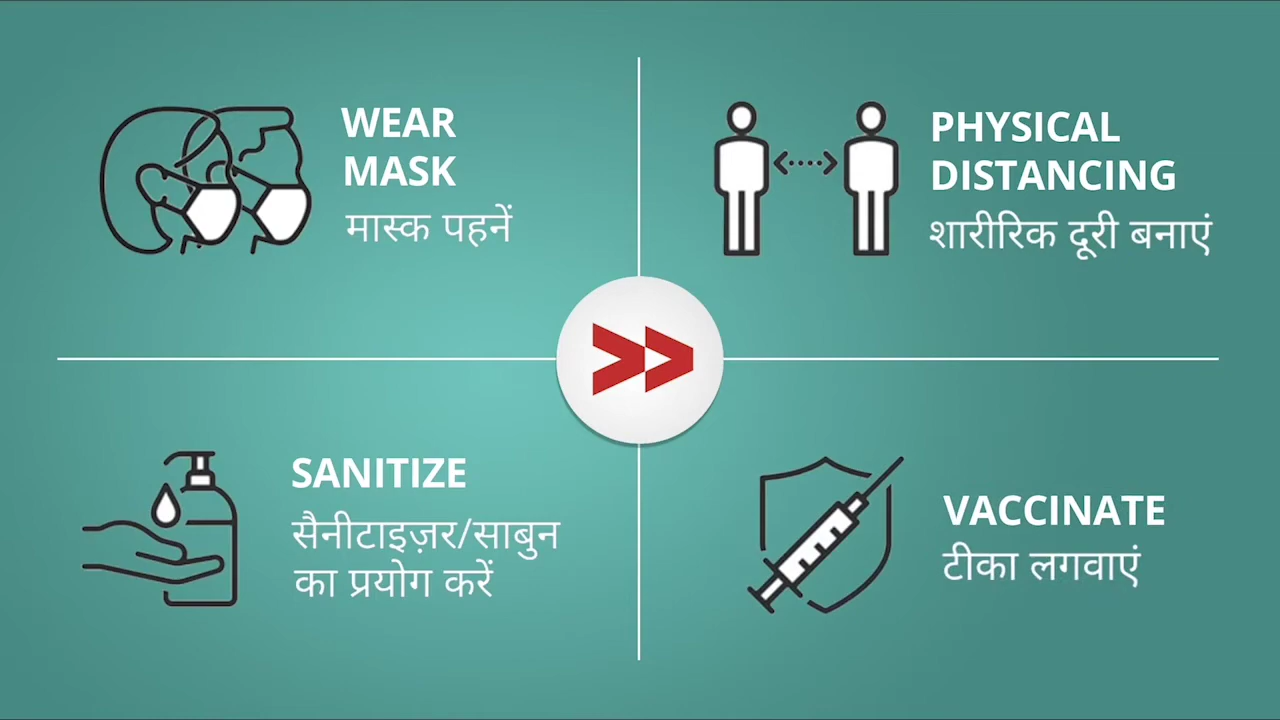 WEAR
MASK
मास्क पहनें
PHYSICAL
DISTANCING
शारीरिक दूरी बनाएं
SANITIZE
सैनीटाइज़र/साबुन
का प्रयोग करें
VACCINATE
टीका लगवाएं